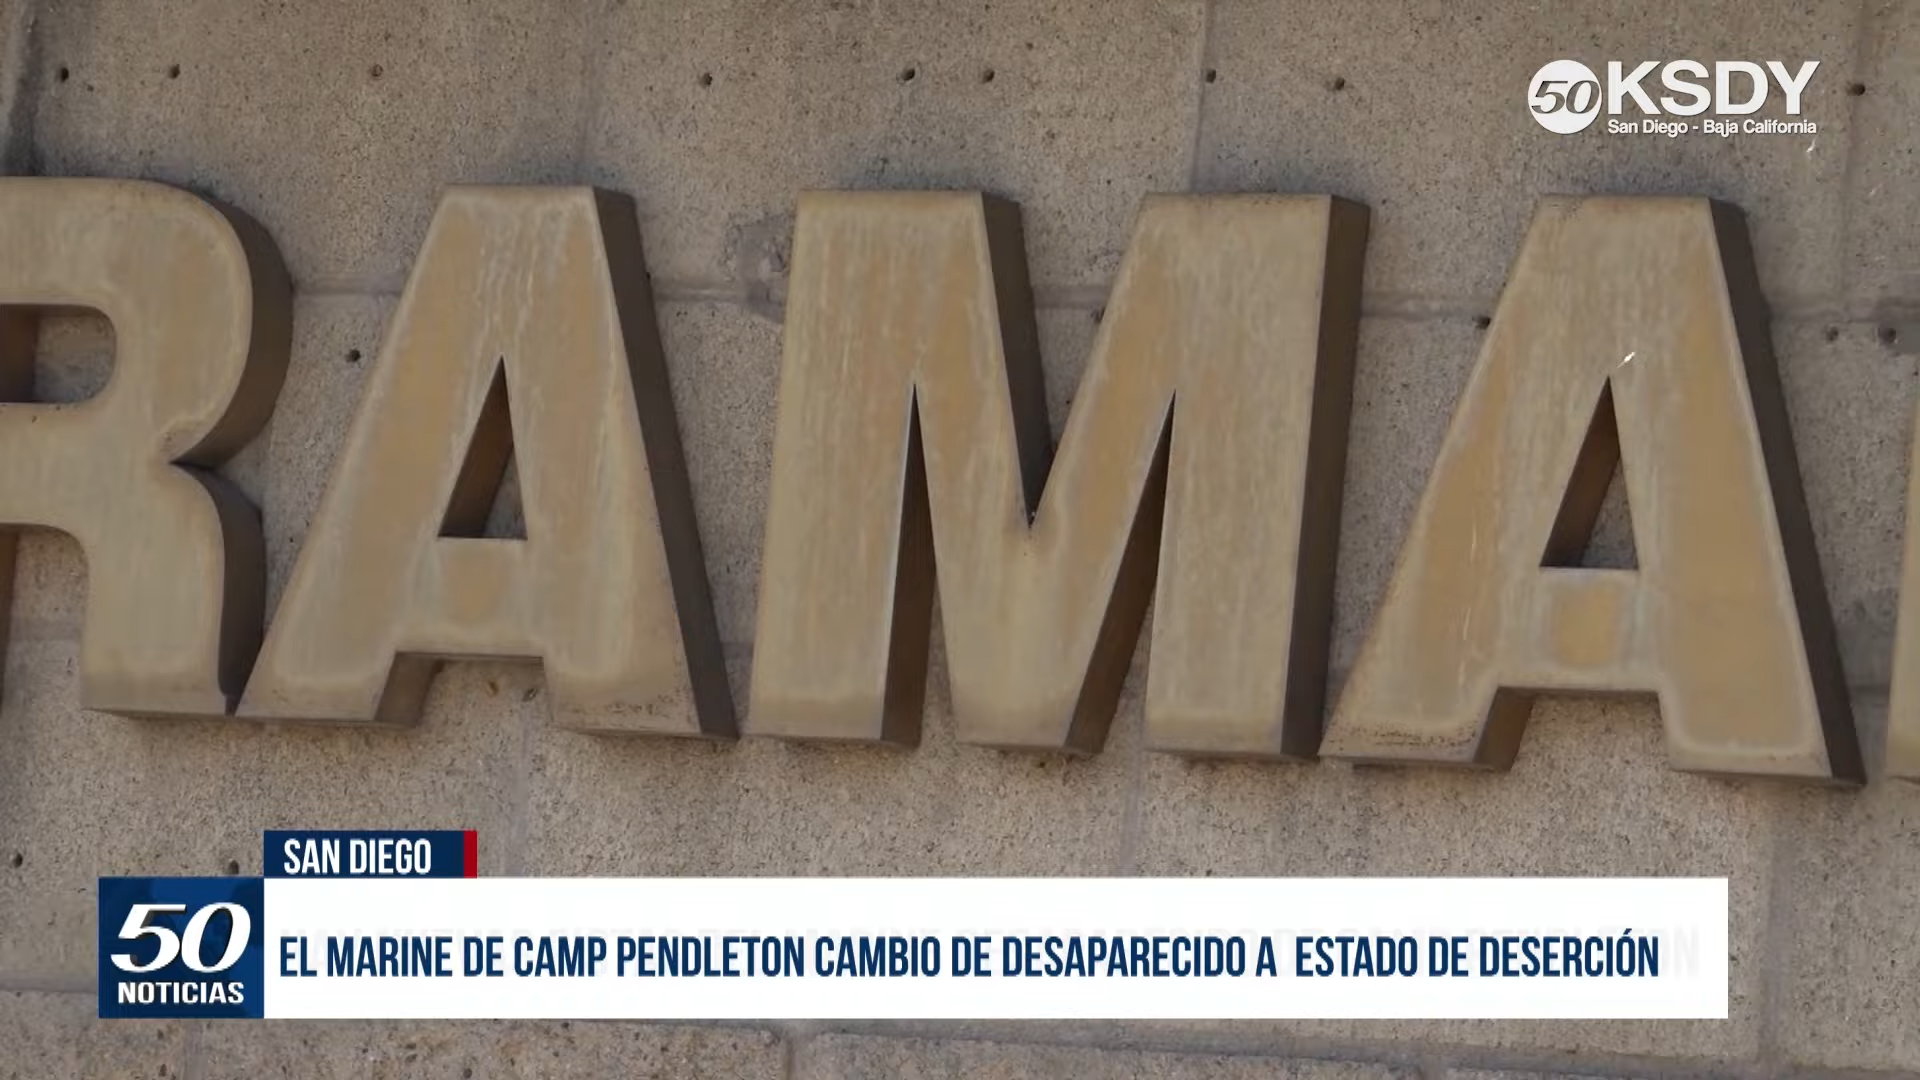 50 KSDY
San Diego - Baja California
RAMA
SAN DIEGO
50
NOTICIAS
EL MARINE DE CAMP PENDLETON CAMBIO DE DESAPARECIDO A ESTADO DE DESERCIÓN